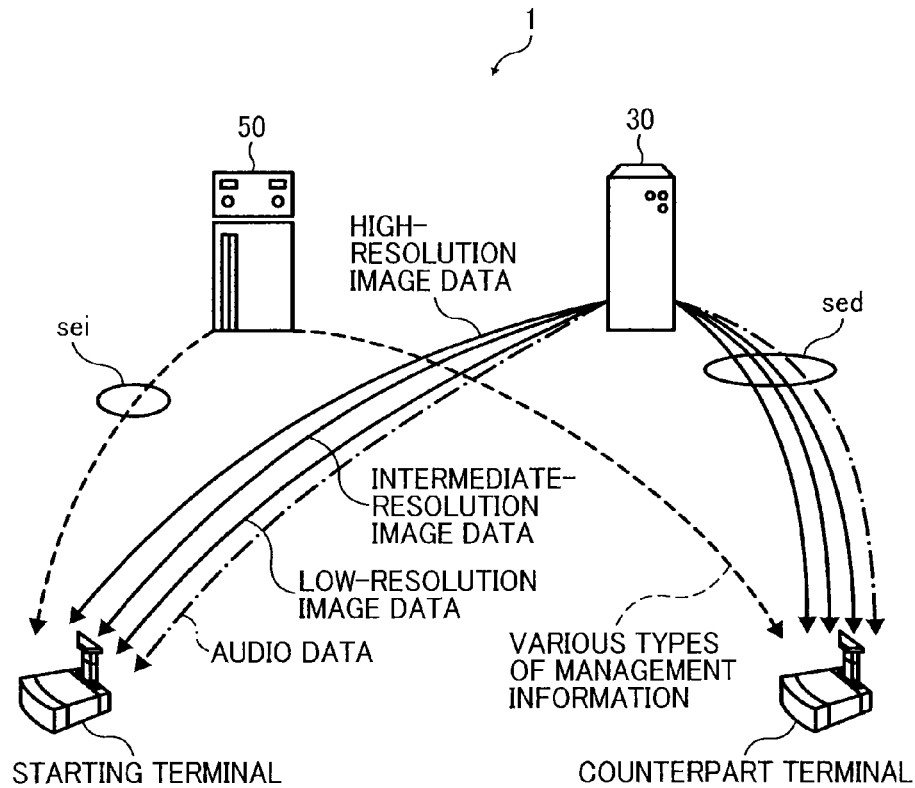 1
50
30
HIGH-
RESOLUTION
IMAGE DATA
sei
sed
INTERMEDIATE-
RESOLUTION
IMAGE DATA
LOW-RESOLUTION
IMAGE DATA
AUDIO DATA
VARIOUS TYPES
OF MANAGEMENT
INFORMATION
STARTING TERMINAL
COUNTERPART TERMINAL